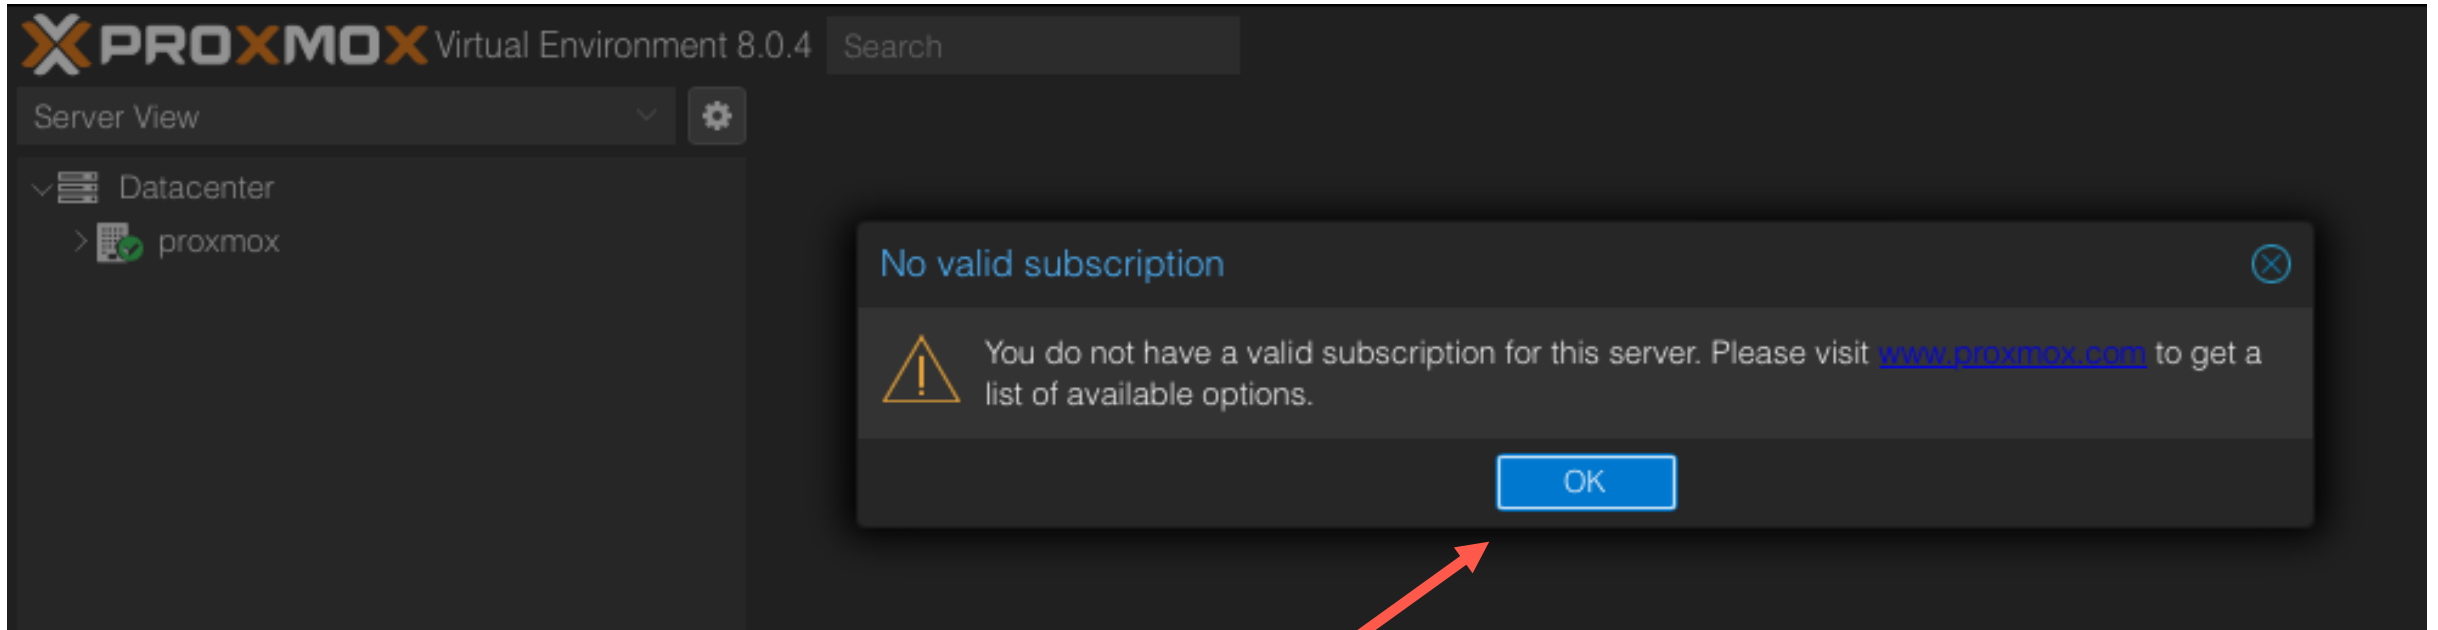 PROXMOX Virtual Environment 8.0.4 Search
Server View
Datacenter
proxmox
No valid subscription
You do not have a valid subscription for this server. Please visit www.proxmox.com to get a
list of available options.
OK